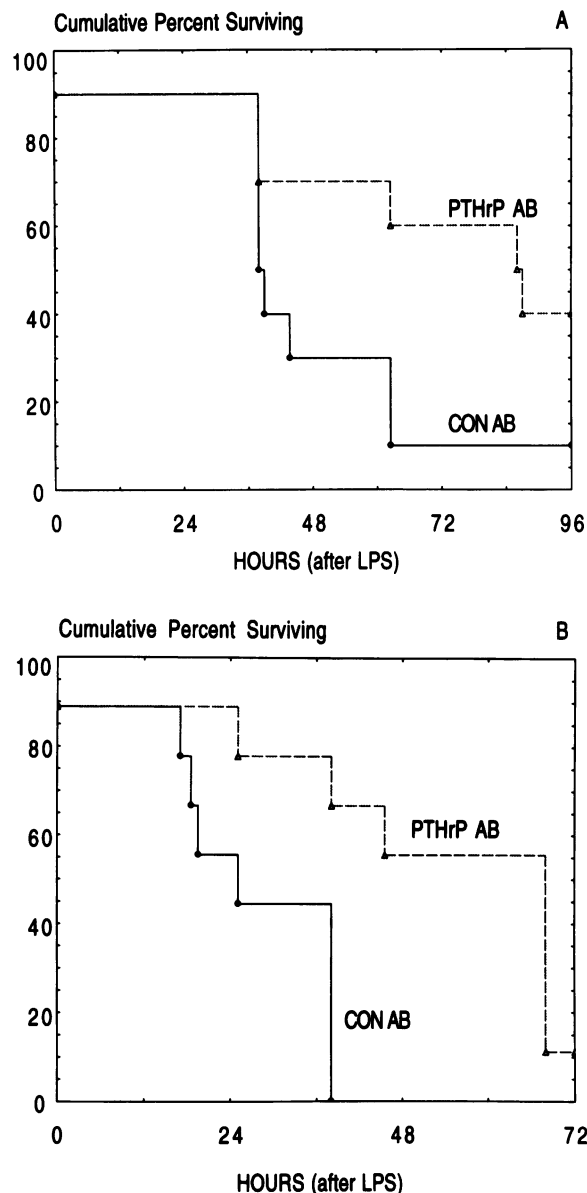 Cumulative Percent Surviving A
100
80
PTHrP AB
60
40
20
CON AB
0
0 24 48 72 96
HOURS (after LPS)
Cumulative Percent Surviving B
100
80
60
PTHrP AB
40
20
CON AB
0
0 24 48 72
HOURS (after LPS)